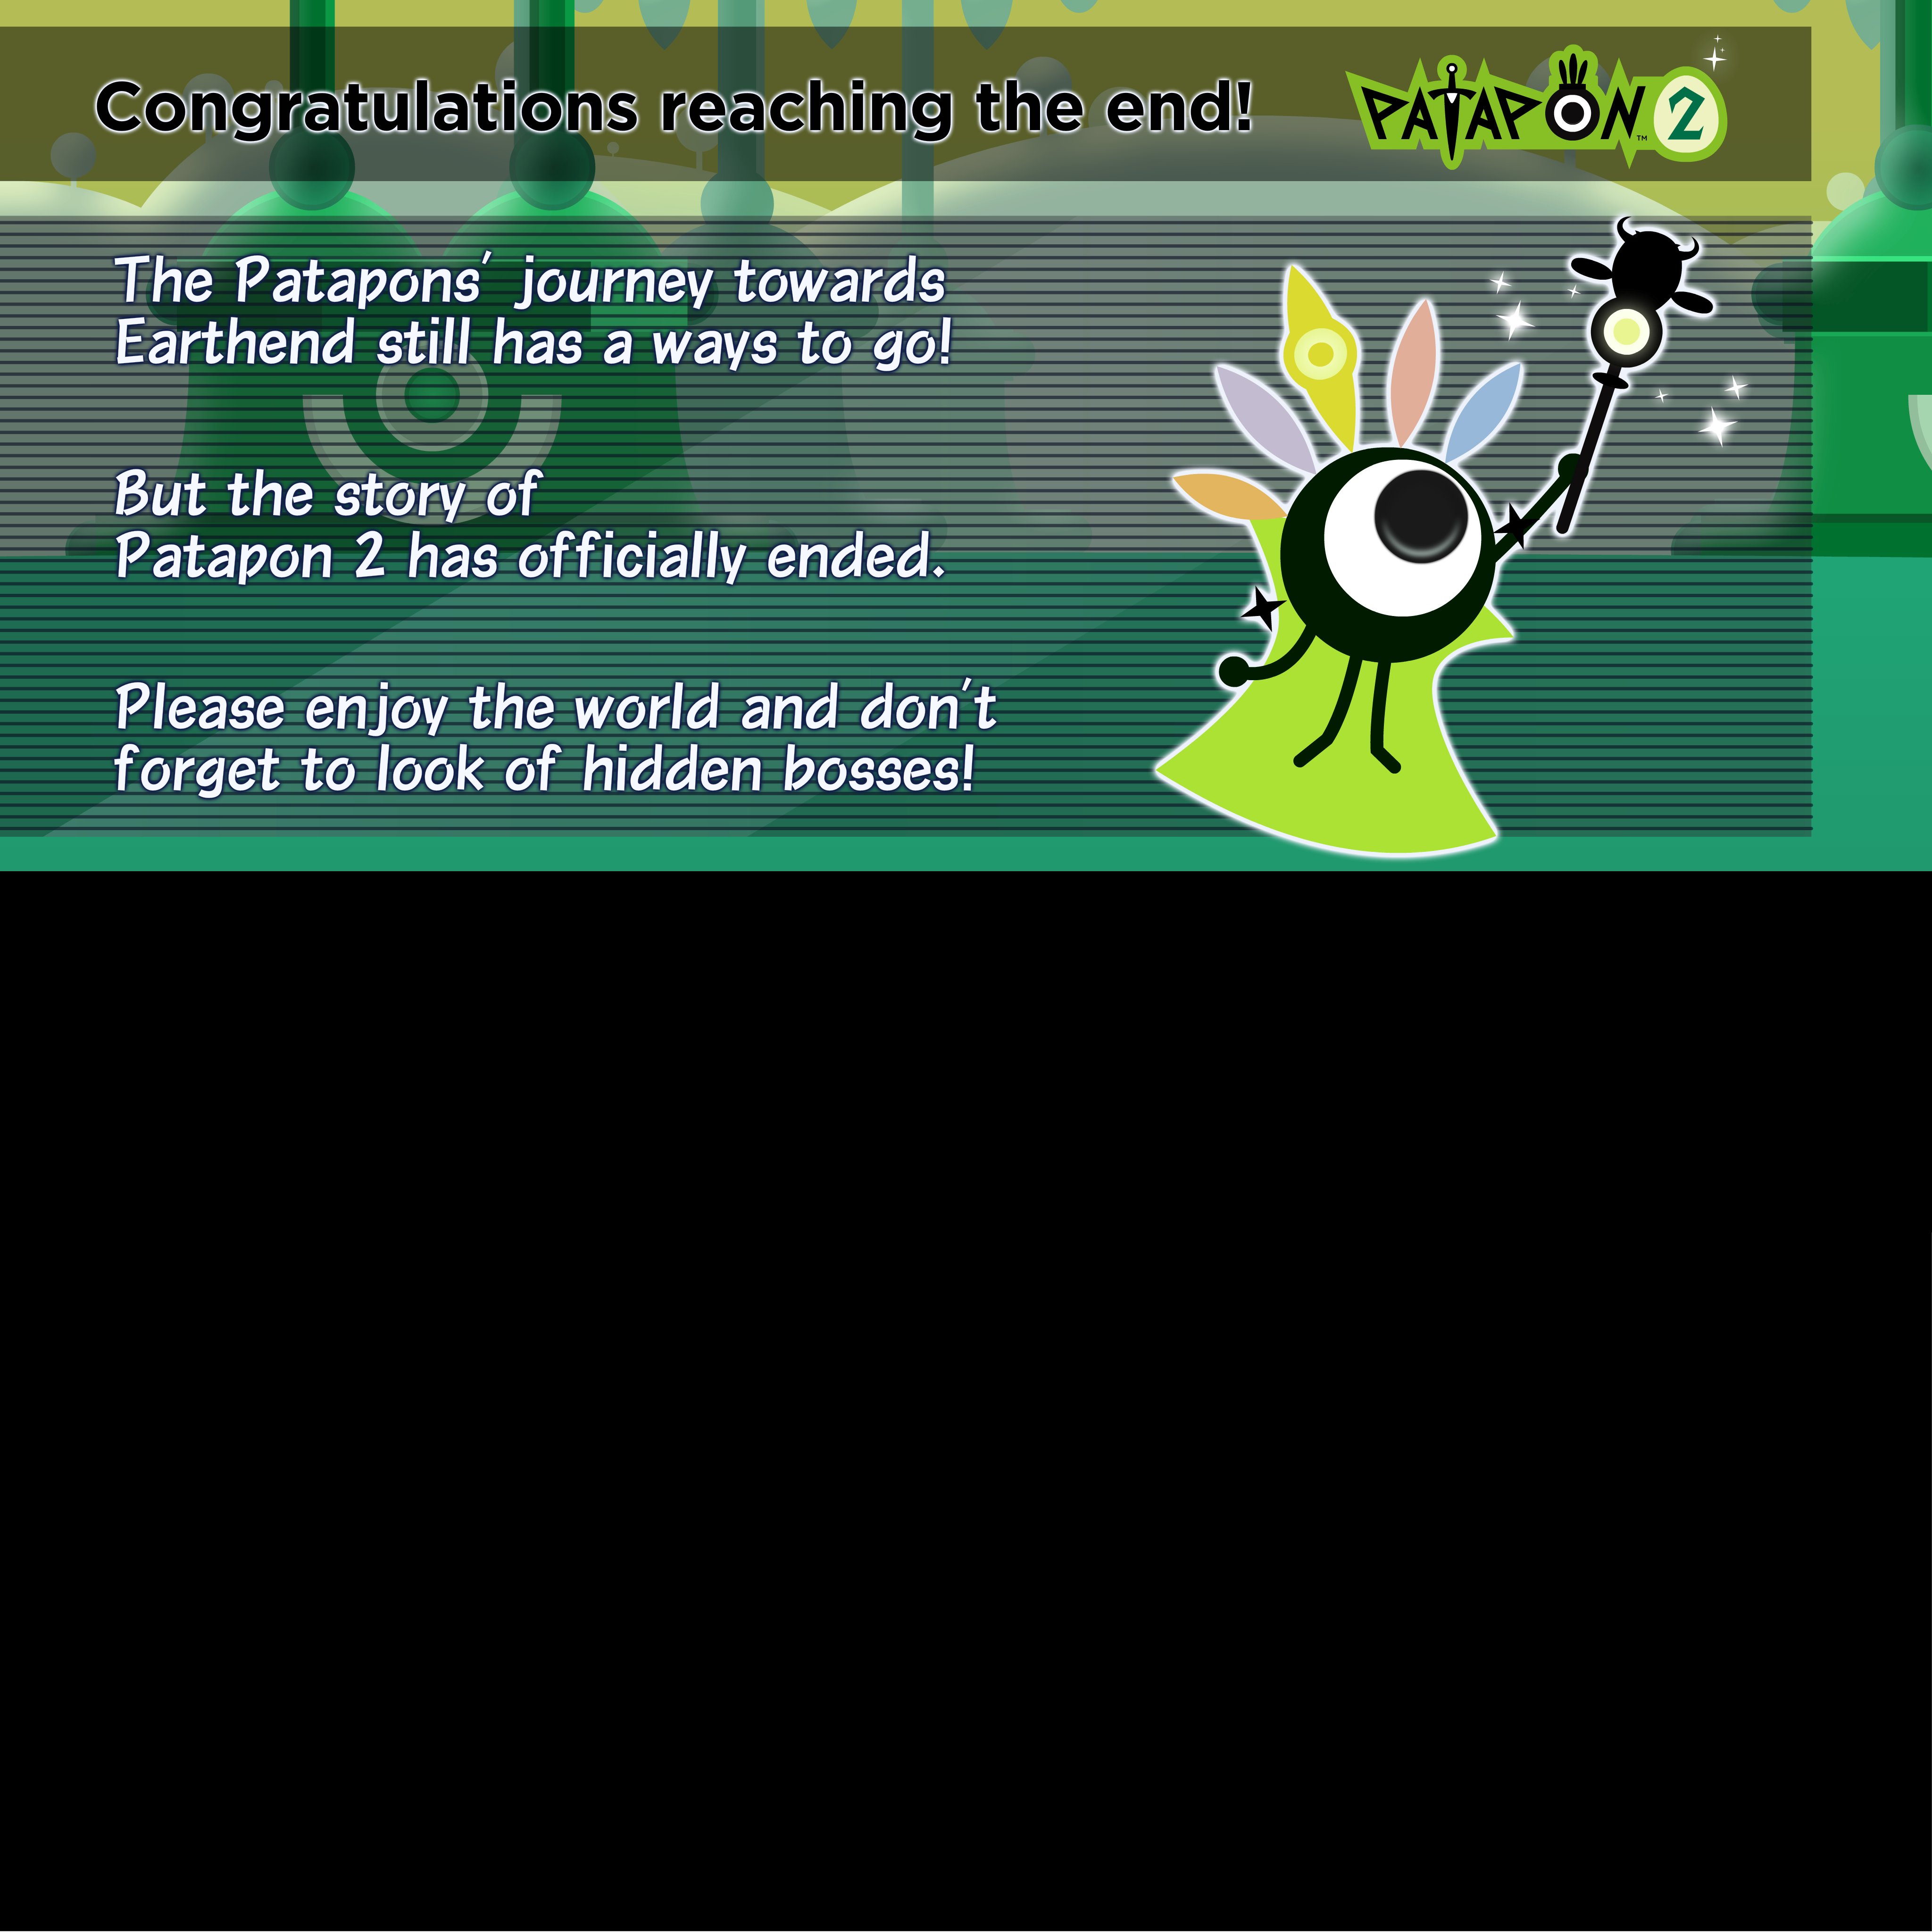 Congratulations reaching the end!
PATAPON™ 2
The Patapons' journey towards
Earthend still has a ways to go!
But the story of
Patapon 2 has officially ended.
Please enjoy the world and don't
forget to look of hidden bosses!